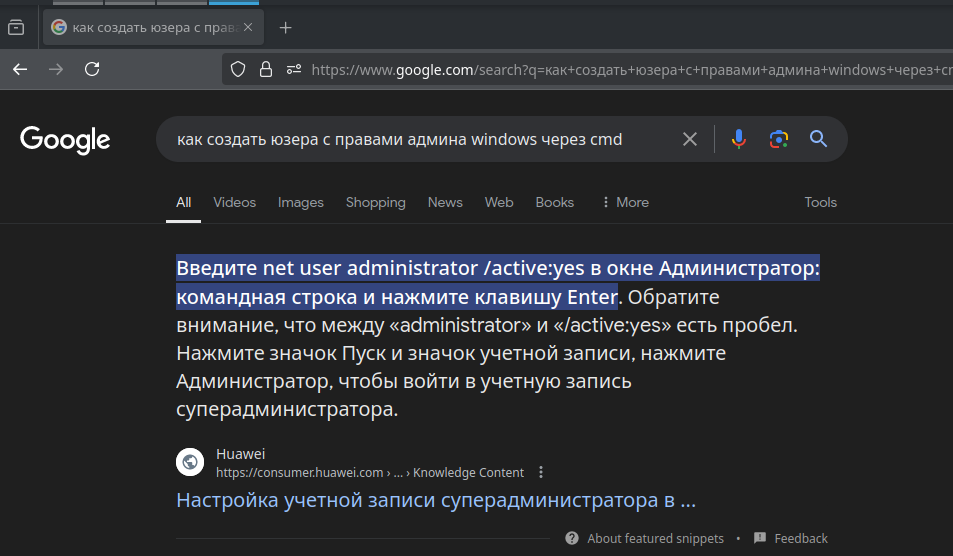 как создать юзера с прав
https://www.google.com/search?q=как+создать+юзера+с+правами+админа+windows+через+cm
Google
как создать юзера с правами админа windows через cmd
All Videos Images Shopping News Web Books More Tools
Введите net user administrator /active:yes в окне Администратор:
командная строка и нажмите клавишу Enter. Обратите
внимание, что между «administrator» и «/active:yes» есть пробел.
Нажмите значок Пуск и значок учетной записи, нажмите
Администратор, чтобы войти в учетную запись
суперадминистратора.
Huawei
https://consumer.huawei.com › ... › Knowledge Content
Настройка учетной записи суперадминистратора в ...
About featured snippets • Feedback